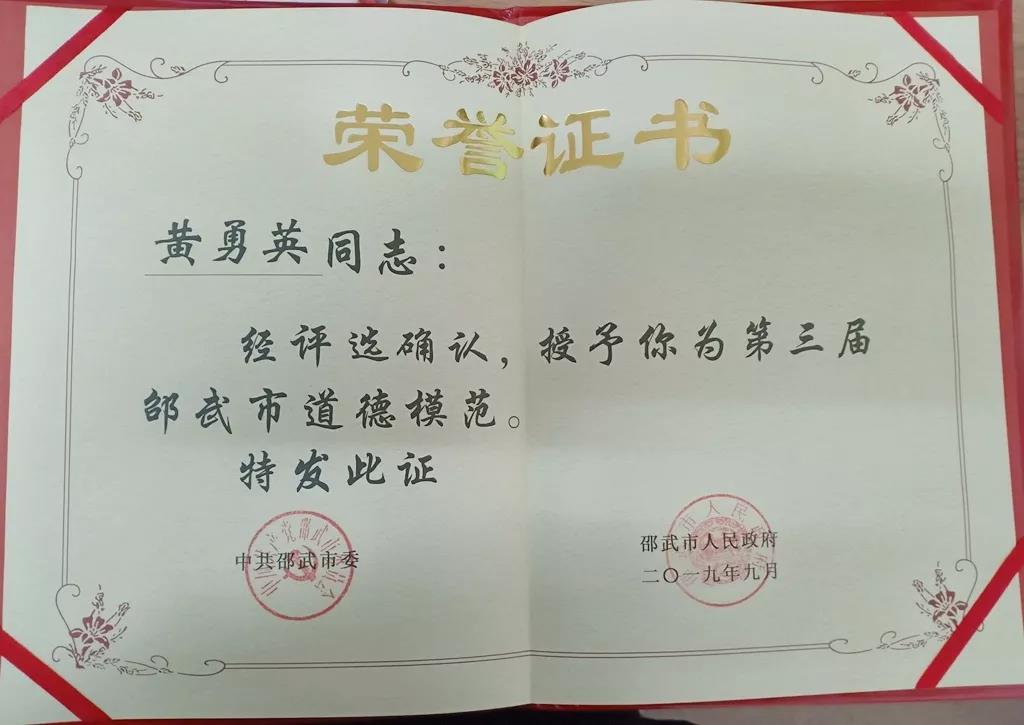 荣誉证书
黄勇英同志：
经评选确认，授予你为第三届
邵武市道德模范。
特发此证
中共邵武市委
邵武市人民政府
二〇一九年九月